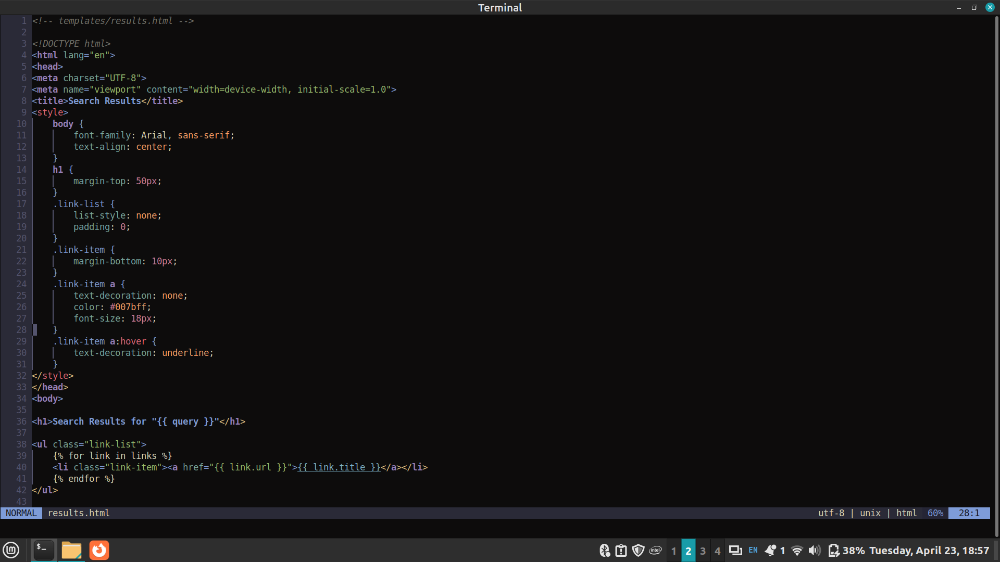 Terminal
1 <!-- templates/results.html -->
2
3 <!DOCTYPE html>
4 <html lang="en">
5 <head>
6 <meta charset="UTF-8">
7 <meta name="viewport" content="width=device-width, initial-scale=1.0">
8 <title>Search Results</title>
9 <style>
10     body {
11         font-family: Arial, sans-serif;
12         text-align: center;
13     }
14     h1 {
15         margin-top: 50px;
16     }
17     .link-list {
18         list-style: none;
19         padding: 0;
20     }
21     .link-item {
22         margin-bottom: 10px;
23     }
24     .link-item a {
25         text-decoration: none;
26         color: #007bff;
27         font-size: 18px;
28     }
29     .link-item a:hover {
30         text-decoration: underline;
31     }
32 </style>
33 </head>
34 <body>
35
36 <h1>Search Results for "{{ query }}"</h1>
37
38 <ul class="link-list">
39     {% for link in links %}
40     <li class="link-item"><a href="{{ link.url }}">{{ link.title }}</a></li>
41     {% endfor %}
42 </ul>
43
NORMAL results.html utf-8 | unix | html 60% 28:1
$_ intel 1 2 3 4 EN 1 38% Tuesday, April 23, 18:57